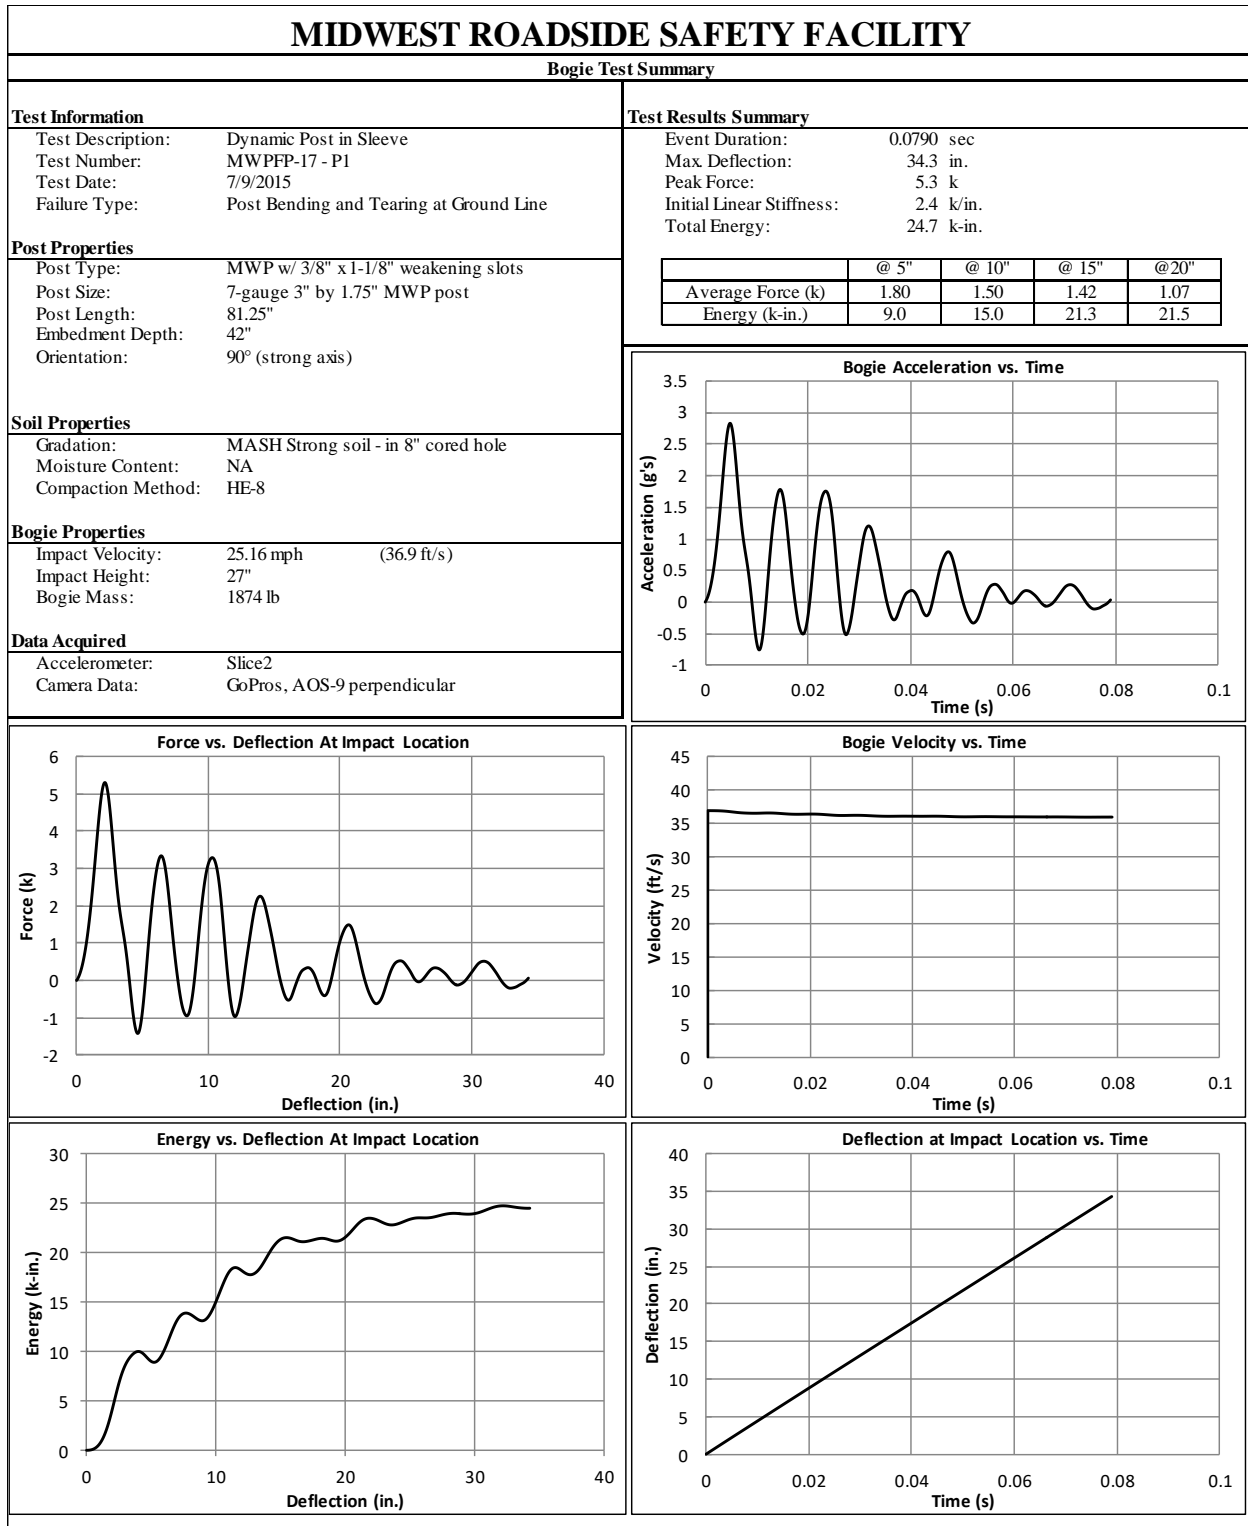 MIDWEST ROADSIDE SAFETY FACILITY
Bogie Test Summary
Test Information
Test Description: Dynamic Post in Sleeve
Test Number: MWPFP-17 - P1
Test Date: 7/9/2015
Failure Type: Post Bending and Tearing at Ground Line
Post Properties
Post Type: MWP w/ 3/8" x 1-1/8" weakening slots
Post Size: 7-gauge 3" by 1.75" MWP post
Post Length: 81.25"
Embedment Depth: 42"
Orientation: 90° (strong axis)
Soil Properties
Gradation: MASH Strong soil - in 8" cored hole
Moisture Content: NA
Compaction Method: HE-8
Bogie Properties
Impact Velocity: 25.16 mph (36.9 ft/s)
Impact Height: 27"
Bogie Mass: 1874 lb
Data Acquired
Accelerometer: Slice2
Camera Data: GoPros, AOS-9 perpendicular
Test Results Summary
Event Duration: 0.0790 sec
Max. Deflection: 34.3 in.
Peak Force: 5.3 k
Initial Linear Stiffness: 2.4 k/in.
Total Energy: 24.7 k-in.
@ 5" @ 10" @ 15" @20"
Average Force (k) 1.80 1.50 1.42 1.07
Energy (k-in.) 9.0 15.0 21.3 21.5
Bogie Acceleration vs. Time
3.5
3
2.5
2
1.5
1
0.5
0
-0.5
-1
Acceleration (g's)
0 0.02 0.04 0.06 0.08 0.1
Time (s)
Force vs. Deflection At Impact Location
6
5
4
3
2
1
0
-1
-2
Force (k)
0 10 20 30 40
Deflection (in.)
Bogie Velocity vs. Time
45
40
35
30
25
20
15
10
5
0
Velocity (ft/s)
0 0.02 0.04 0.06 0.08 0.1
Time (s)
Energy vs. Deflection At Impact Location
30
25
20
15
10
5
0
Energy (k-in.)
0 10 20 30 40
Deflection (in.)
Deflection at Impact Location vs. Time
40
35
30
25
20
15
10
5
0
Deflection (in.)
0 0.02 0.04 0.06 0.08 0.1
Time (s)